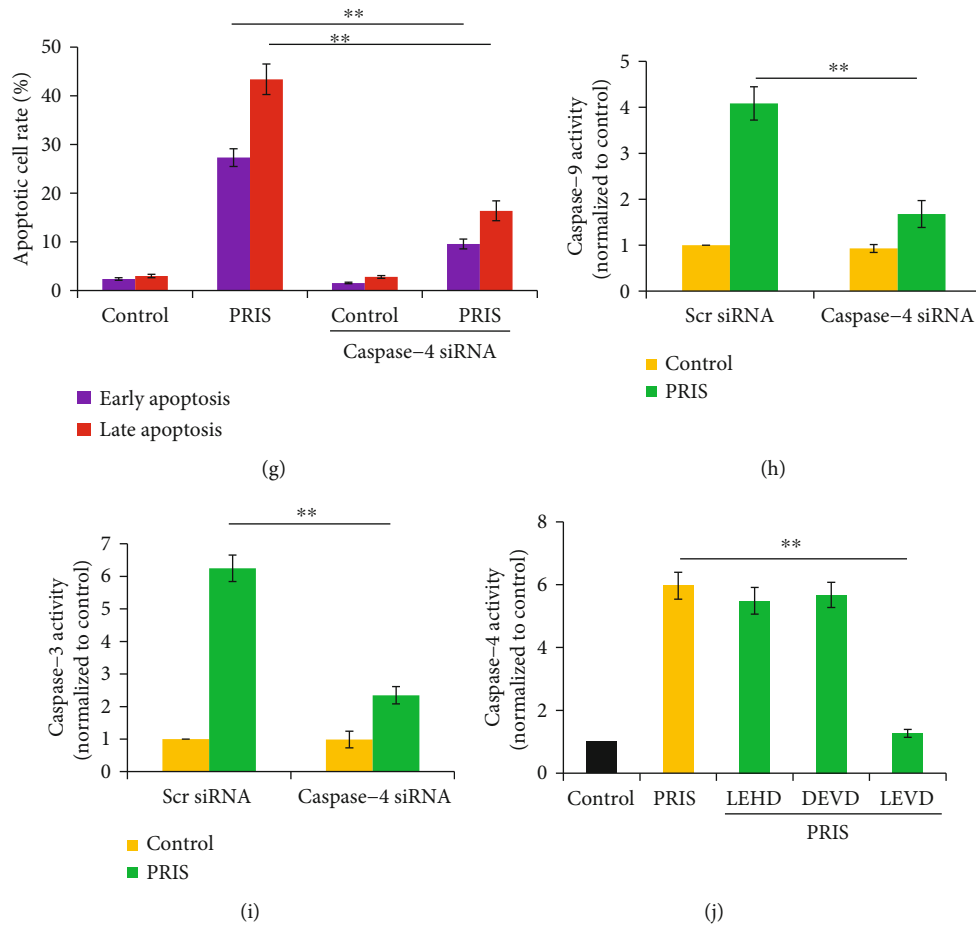 **
**
50
40
30
20
10
0
Apoptotic cell rate (%)
Control
PRIS
Control
PRIS
Caspase−4 siRNA
Early apoptosis
Late apoptosis
(g)
**
5
4
3
2
1
0
Caspase−9 activity
(normalized to control)
Scr siRNA
Caspase−4 siRNA
Control
PRIS
(h)
**
7
6
5
4
3
2
1
0
Caspase−3 activity
(normalized to control)
Scr siRNA
Caspase−4 siRNA
Control
PRIS
(i)
**
8
6
4
2
0
Caspase−4 activity
(normalized to control)
Control
PRIS
LEHD
DEVD
LEVD
PRIS
(j)